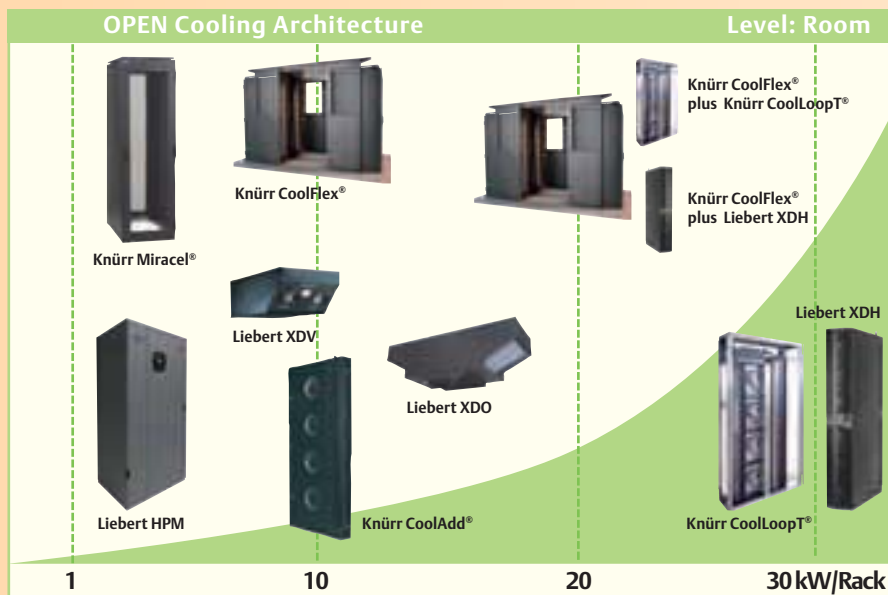 OPEN Cooling Architecture
Level: Room
Knürr CoolFlex®
plus Knürr CoolLoopT®
Knürr CoolFlex®
Knürr CoolFlex®
plus Liebert XDH
Knürr Miracel®
Liebert XDV
Liebert XDH
Liebert XDO
Liebert HPM
Knürr CoolAdd®
Knürr CoolLoopT®
1
10
20
30 kW/Rack